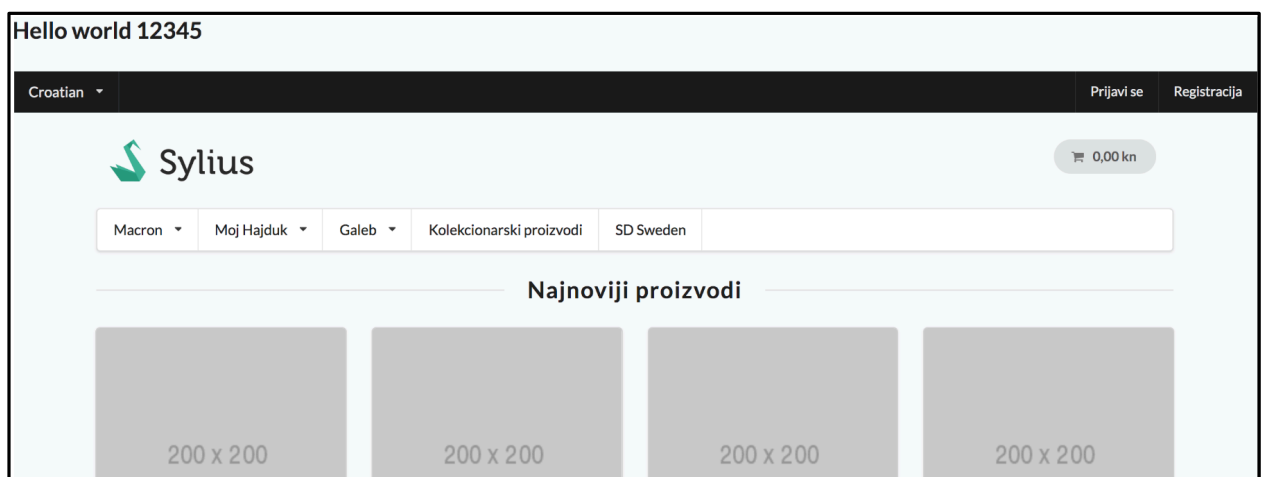 Hello world 12345
Croatian Prijavi se Registracija
Sylius 0,00 kn
Macron Moj Hajduk Galeb Kolekcionarski proizvodi SD Sweden
Najnoviji proizvodi
200 x 200 200 x 200 200 x 200 200 x 200